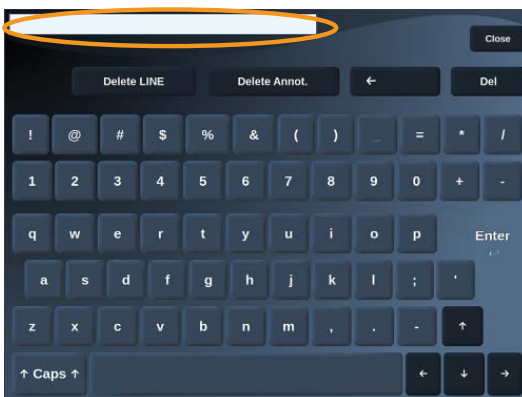 Close
Delete LINE Delete Annot. ← Del
! @ # $ % & ( ) _ = * /
1 2 3 4 5 6 7 8 9 0 + -
q w e r t y u i o p Enter
↵
a s d f g h j k l ; '
z x c v b n m , . - ↑
↑ Caps ↑ ← ↓ →